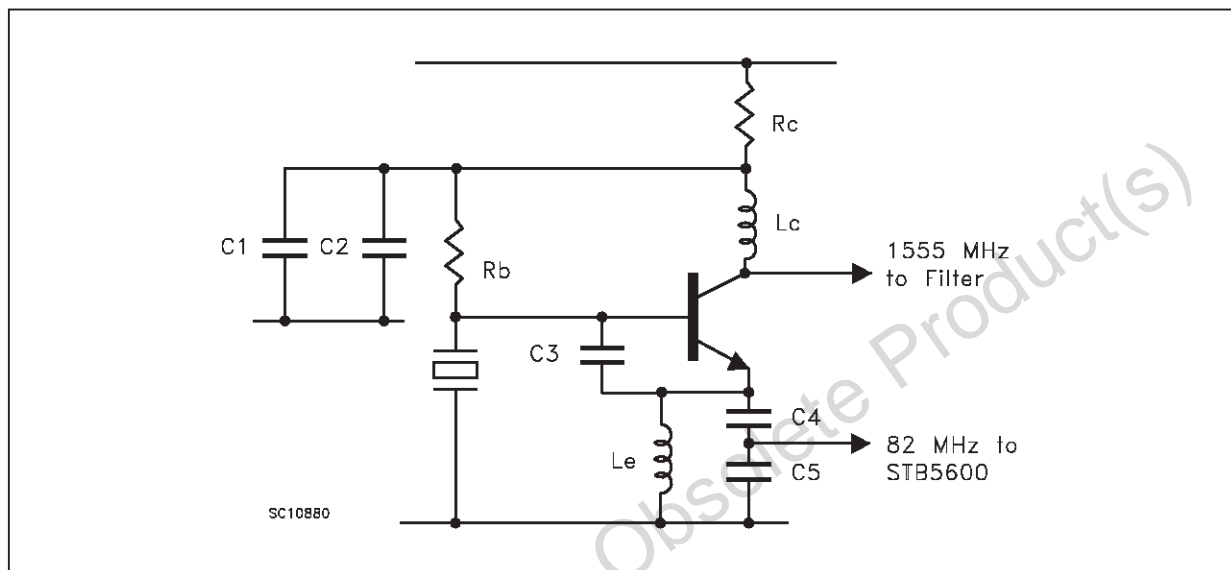 Rc
C1
C2
Rb
Lc
1555 MHz
to Filter
C3
C4
Le
C5
82 MHz to
STB5600
SC10880
Obsolete Product(s)